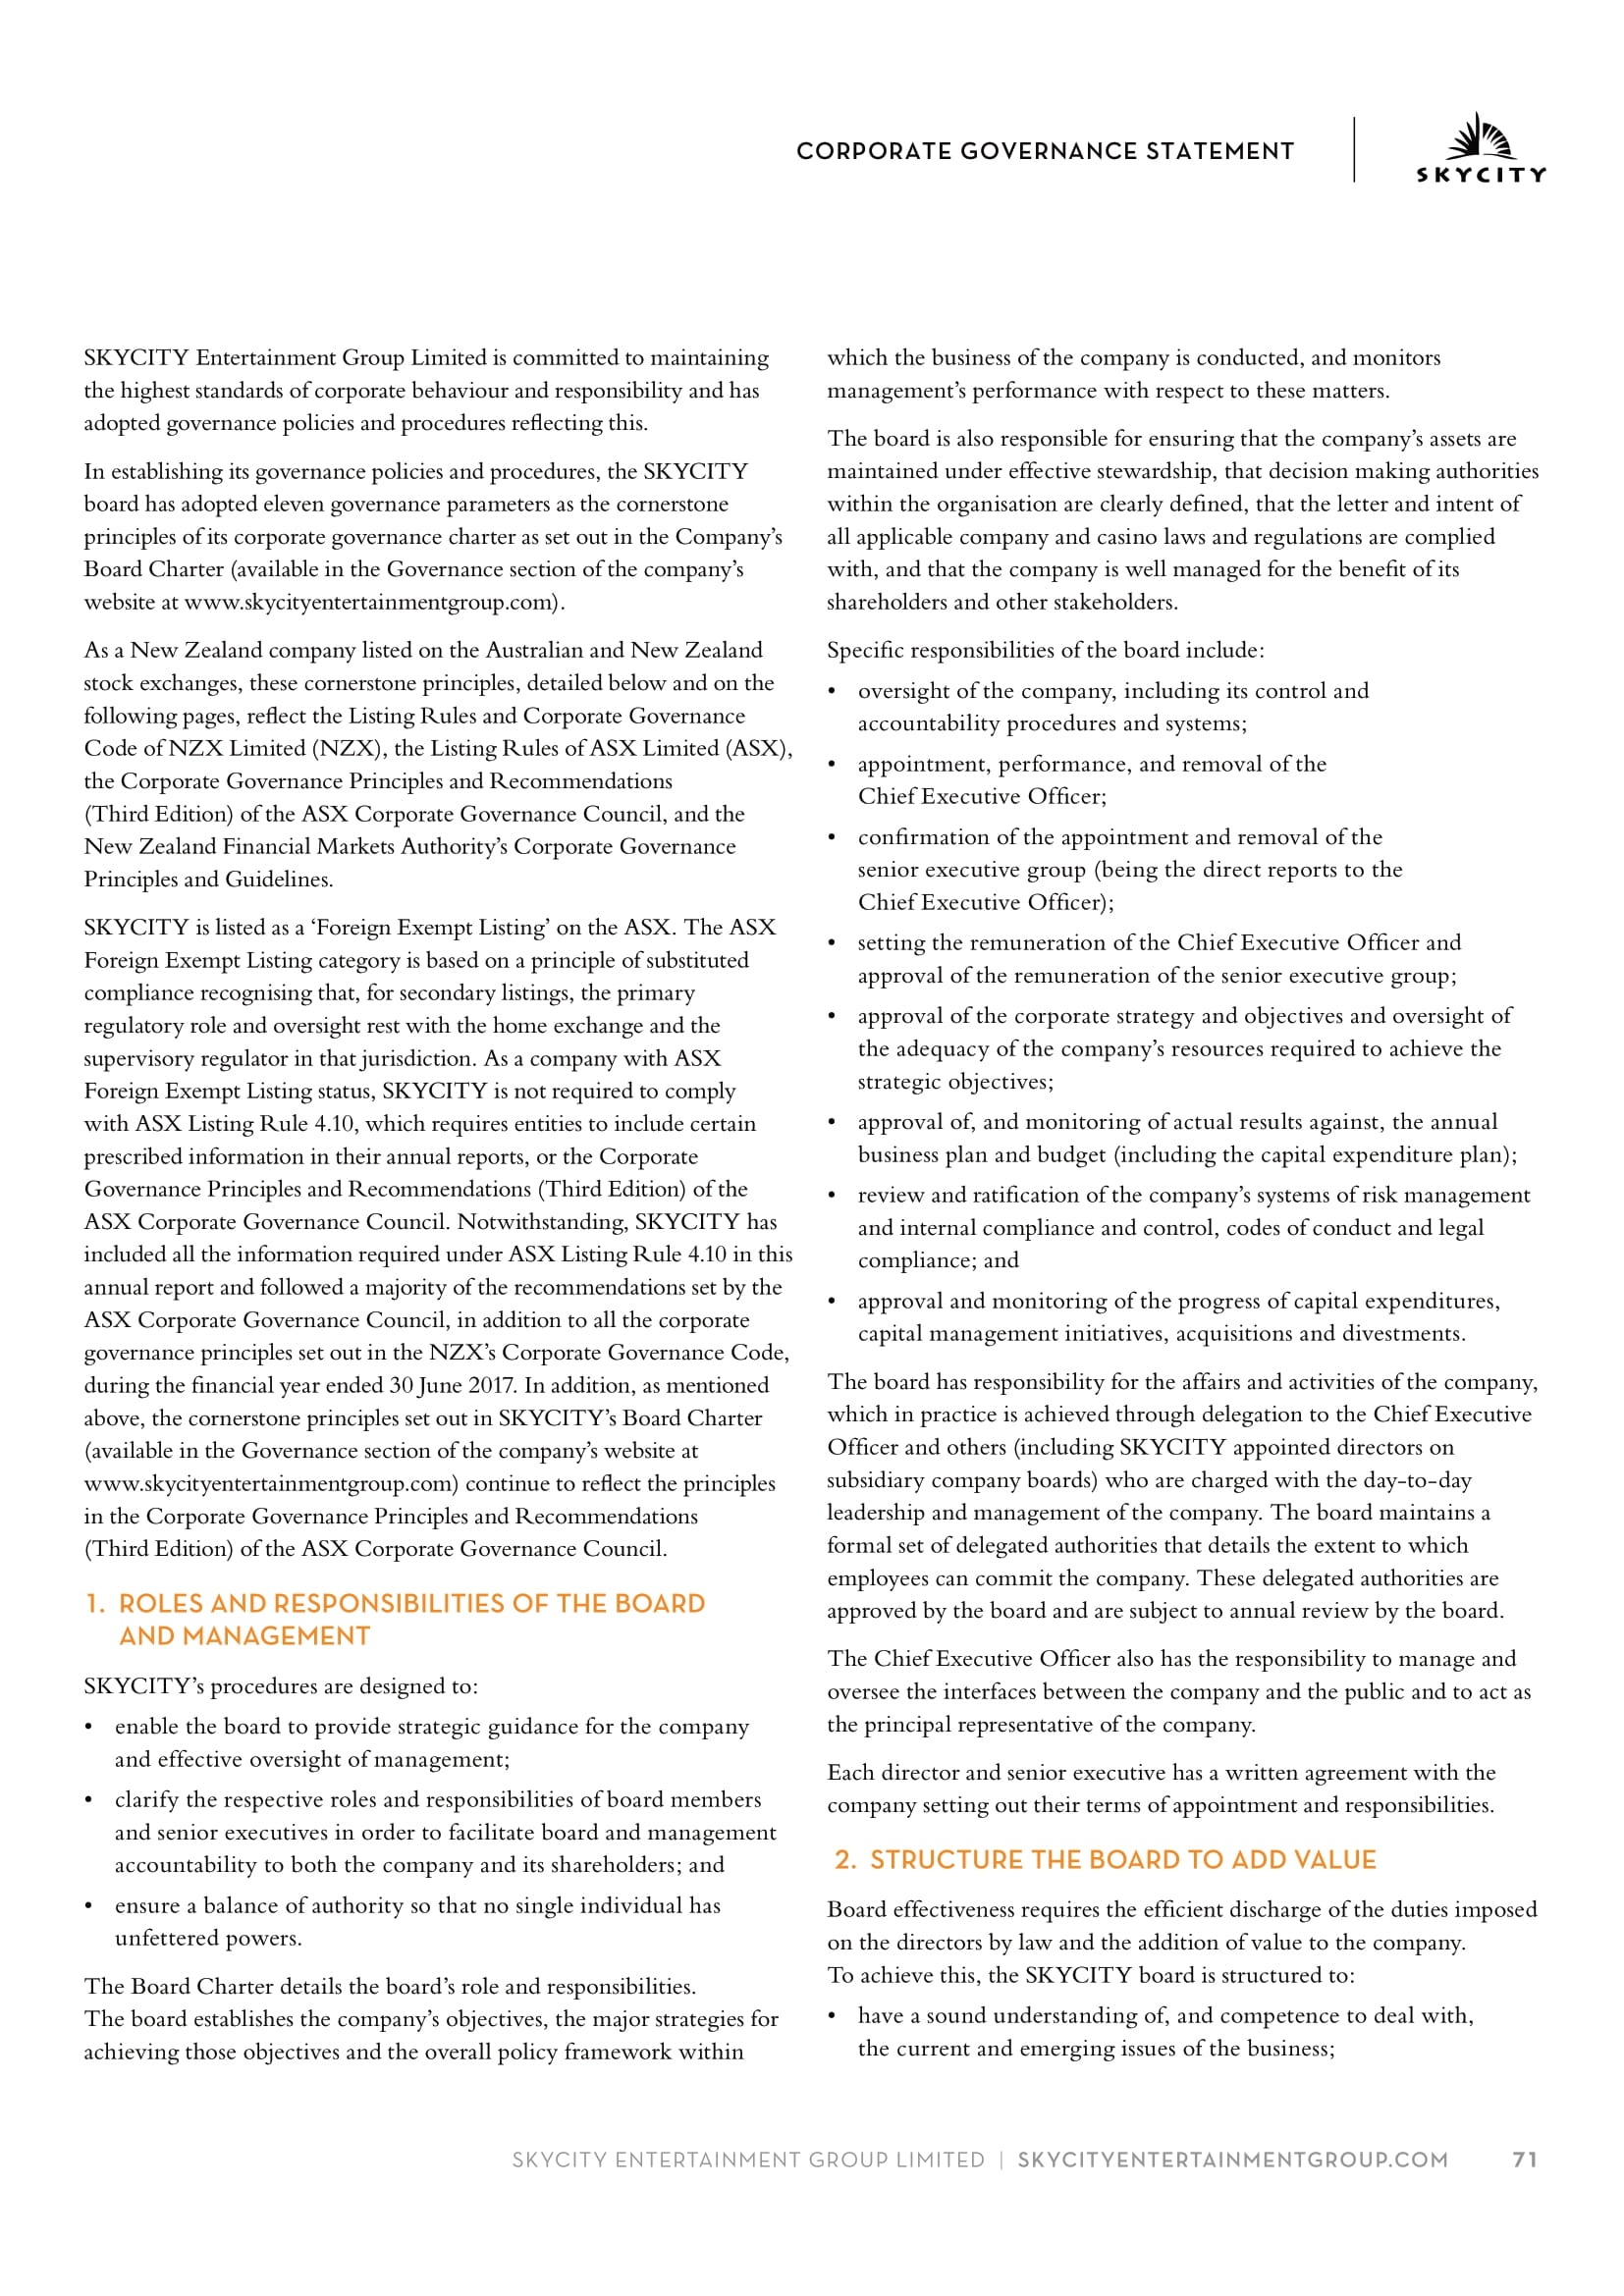 CORPORATE GOVERNANCE STATEMENT
SKYCITY
SKYCITY Entertainment Group Limited is committed to maintaining
the highest standards of corporate behaviour and responsibility and has
adopted governance policies and procedures reflecting this.
In establishing its governance policies and procedures, the SKYCITY
board has adopted eleven governance parameters as the cornerstone
principles of its corporate governance charter as set out in the Company’s
Board Charter (available in the Governance section of the company’s
website at www.skycityentertainmentgroup.com).
As a New Zealand company listed on the Australian and New Zealand
stock exchanges, these cornerstone principles, detailed below and on the
following pages, reflect the Listing Rules and Corporate Governance
Code of NZX Limited (NZX), the Listing Rules of ASX Limited (ASX),
the Corporate Governance Principles and Recommendations
(Third Edition) of the ASX Corporate Governance Council, and the
New Zealand Financial Markets Authority’s Corporate Governance
Principles and Guidelines.
SKYCITY is listed as a ‘Foreign Exempt Listing’ on the ASX. The ASX
Foreign Exempt Listing category is based on a principle of substituted
compliance recognising that, for secondary listings, the primary
regulatory role and oversight rest with the home exchange and the
supervisory regulator in that jurisdiction. As a company with ASX
Foreign Exempt Listing status, SKYCITY is not required to comply
with ASX Listing Rule 4.10, which requires entities to include certain
prescribed information in their annual reports, or the Corporate
Governance Principles and Recommendations (Third Edition) of the
ASX Corporate Governance Council. Notwithstanding, SKYCITY has
included all the information required under ASX Listing Rule 4.10 in this
annual report and followed a majority of the recommendations set by the
ASX Corporate Governance Council, in addition to all the corporate
governance principles set out in the NZX’s Corporate Governance Code,
during the financial year ended 30 June 2017. In addition, as mentioned
above, the cornerstone principles set out in SKYCITY’s Board Charter
(available in the Governance section of the company’s website at
www.skycityentertainmentgroup.com) continue to reflect the principles
in the Corporate Governance Principles and Recommendations
(Third Edition) of the ASX Corporate Governance Council.
1. ROLES AND RESPONSIBILITIES OF THE BOARD
AND MANAGEMENT
SKYCITY’s procedures are designed to:
• enable the board to provide strategic guidance for the company
and effective oversight of management;
• clarify the respective roles and responsibilities of board members
and senior executives in order to facilitate board and management
accountability to both the company and its shareholders; and
• ensure a balance of authority so that no single individual has
unfettered powers.
The Board Charter details the board’s role and responsibilities.
The board establishes the company’s objectives, the major strategies for
achieving those objectives and the overall policy framework within
which the business of the company is conducted, and monitors
management’s performance with respect to these matters.
The board is also responsible for ensuring that the company’s assets are
maintained under effective stewardship, that decision making authorities
within the organisation are clearly defined, that the letter and intent of
all applicable company and casino laws and regulations are complied
with, and that the company is well managed for the benefit of its
shareholders and other stakeholders.
Specific responsibilities of the board include:
• oversight of the company, including its control and
accountability procedures and systems;
• appointment, performance, and removal of the
Chief Executive Officer;
• confirmation of the appointment and removal of the
senior executive group (being the direct reports to the
Chief Executive Officer);
• setting the remuneration of the Chief Executive Officer and
approval of the remuneration of the senior executive group;
• approval of the corporate strategy and objectives and oversight of
the adequacy of the company’s resources required to achieve the
strategic objectives;
• approval of, and monitoring of actual results against, the annual
business plan and budget (including the capital expenditure plan);
• review and ratification of the company’s systems of risk management
and internal compliance and control, codes of conduct and legal
compliance; and
• approval and monitoring of the progress of capital expenditures,
capital management initiatives, acquisitions and divestments.
The board has responsibility for the affairs and activities of the company,
which in practice is achieved through delegation to the Chief Executive
Officer and others (including SKYCITY appointed directors on
subsidiary company boards) who are charged with the day-to-day
leadership and management of the company. The board maintains a
formal set of delegated authorities that details the extent to which
employees can commit the company. These delegated authorities are
approved by the board and are subject to annual review by the board.
The Chief Executive Officer also has the responsibility to manage and
oversee the interfaces between the company and the public and to act as
the principal representative of the company.
Each director and senior executive has a written agreement with the
company setting out their terms of appointment and responsibilities.
2. STRUCTURE THE BOARD TO ADD VALUE
Board effectiveness requires the efficient discharge of the duties imposed
on the directors by law and the addition of value to the company.
To achieve this, the SKYCITY board is structured to:
• have a sound understanding of, and competence to deal with,
the current and emerging issues of the business;
SKYCITY ENTERTAINMENT GROUP LIMITED | SKYCITYENTERTAINMENTGROUP.COM 71